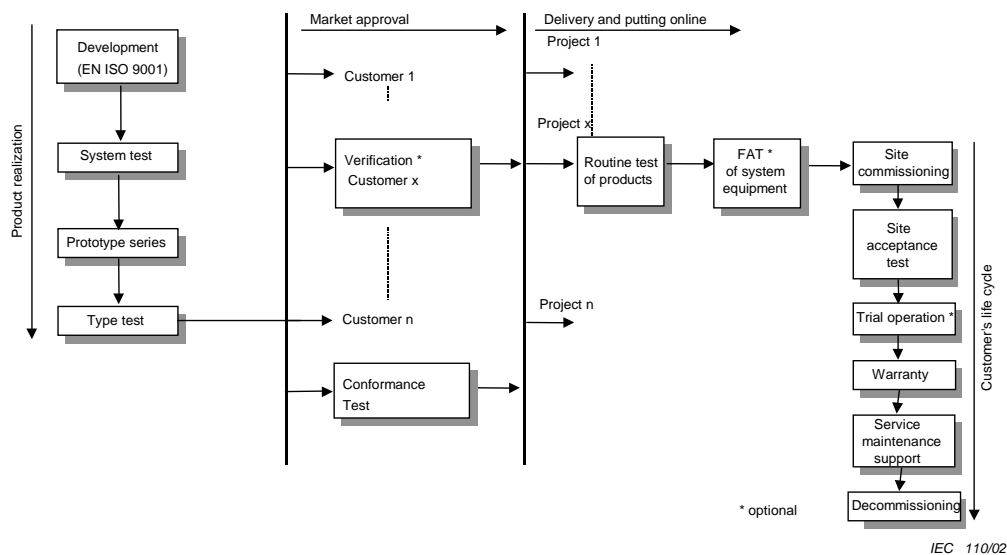 Market approval
Delivery and putting online
Project 1
Development
(EN ISO 9001)
Customer 1
Product realization
System test
Project x
Verification *
Customer x
Routine test
of products
FAT *
of system
equipment
Site
commissioning
Prototype series
Site
acceptance
test
Type test
Customer n
Project n
Trial operation *
Conformance
Test
Warranty
Customer's life cycle
Service
maintenance
support
* optional
Decommissioning
IEC 110/02